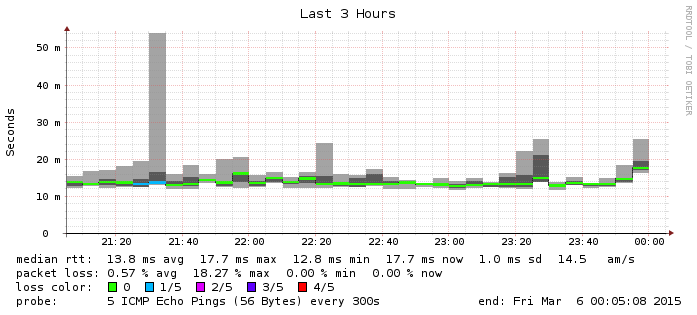 Last 3 Hours
RRDTOOL / TOBI OETIKER
Seconds
50 m
40 m
30 m
20 m
10 m
0
21:20 21:40 22:00 22:20 22:40 23:00 23:20 23:40 00:00
median rtt: 13.8 ms avg 17.7 ms max 12.8 ms min 17.7 ms now 1.0 ms sd 14.5 am/s
packet loss: 0.57 % avg 18.27 % max 0.00 % min 0.00 % now
loss color: 0 1/5 2/5 3/5 4/5
probe: 5 ICMP Echo Pings (56 Bytes) every 300s end: Fri Mar 6 00:05:08 2015